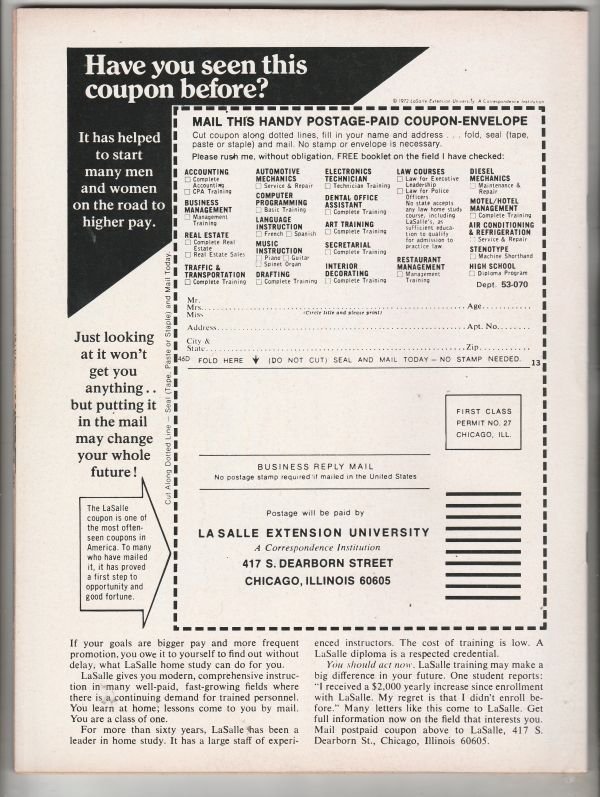 Have you seen this
coupon before?
It has helped
to start
many men
and women
on the road to
higher pay.
Just looking
at it won't
get you
anything . .
but putting it
in the mail
may change
your whole
future!
The LaSalle
coupon is one of
the most often-
seen coupons in
America. To many
who have mailed
it, it has proved
a first step to
opportunity and
good fortune.
© 1972 LaSalle Extension University. A Correspondence Institution
MAIL THIS HANDY POSTAGE-PAID COUPON-ENVELOPE
Cut coupon along dotted lines, fill in your name and address . . . fold, seal (tape,
paste or staple) and mail. No stamp or envelope is necessary.
Please rush me, without obligation, FREE booklet on the field I have checked:
ACCOUNTING
☐ Complete
Accounting
☐ CPA Training
BUSINESS
MANAGEMENT
☐ Management
Training
REAL ESTATE
☐ Complete Real
Estate
☐ Real Estate Sales
TRAFFIC &
TRANSPORTATION
☐ Complete Training
AUTOMOTIVE
MECHANICS
☐ Service & Repair
COMPUTER
PROGRAMMING
☐ Basic Training
LANGUAGE
INSTRUCTION
☐ French ☐ Spanish
MUSIC
INSTRUCTION
☐ Piano ☐ Guitar
☐ Spinet Organ
DRAFTING
☐ Complete Training
ELECTRONICS
TECHNICIAN
☐ Technician Training
DENTAL OFFICE
ASSISTANT
☐ Complete Training
ART TRAINING
☐ Complete Training
SECRETARIAL
☐ Complete Training
INTERIOR
DECORATING
☐ Complete Training
LAW COURSES
☐ Law for Executive
Leadership
☐ Law for Police
Officers
No state accepts
any law home study
course, including
LaSalle's, as
sufficient educa-
tion to qualify
for admission to
practice law.
RESTAURANT
MANAGEMENT
☐ Management
Training
DIESEL
MECHANICS
☐ Maintenance &
Repair
MOTEL/HOTEL
MANAGEMENT
☐ Complete Training
AIR CONDITIONING
& REFRIGERATION
☐ Service & Repair
STENOTYPE
☐ Machine Shorthand
HIGH SCHOOL
☐ Diploma Program
Dept. 53-070
Mr.
Mrs. Age
Miss (Circle title and please print)
Address Apt. No.
City &
State Zip
46D FOLD HERE ↓ (DO NOT CUT) SEAL AND MAIL TODAY — NO STAMP NEEDED. 13
Cut Along Dotted Line — Seal (Tape, Paste or Staple) and Mail Today
FIRST CLASS
PERMIT NO. 27
CHICAGO, ILL.
BUSINESS REPLY MAIL
No postage stamp required if mailed in the United States
Postage will be paid by
LA SALLE EXTENSION UNIVERSITY
A Correspondence Institution
417 S. DEARBORN STREET
CHICAGO, ILLINOIS 60605
If your goals are bigger pay and more frequent
promotion, you owe it to yourself to find out without
delay, what LaSalle home study can do for you.
LaSalle gives you modern, comprehensive instruc-
tion in many well-paid, fast-growing fields where
there is a continuing demand for trained personnel.
You learn at home; lessons come to you by mail.
You are a class of one.
For more than sixty years, LaSalle has been a
leader in home study. It has a large staff of experi-
enced instructors. The cost of training is low. A
LaSalle diploma is a respected credential.
You should act now. LaSalle training may make a
big difference in your future. One student reports:
"I received a $2,000 yearly increase since enrollment
with LaSalle. My regret is that I didn't enroll be-
fore." Many letters like this come to LaSalle. Get
full information now on the field that interests you.
Mail postpaid coupon above to LaSalle, 417 S.
Dearborn St., Chicago, Illinois 60605.